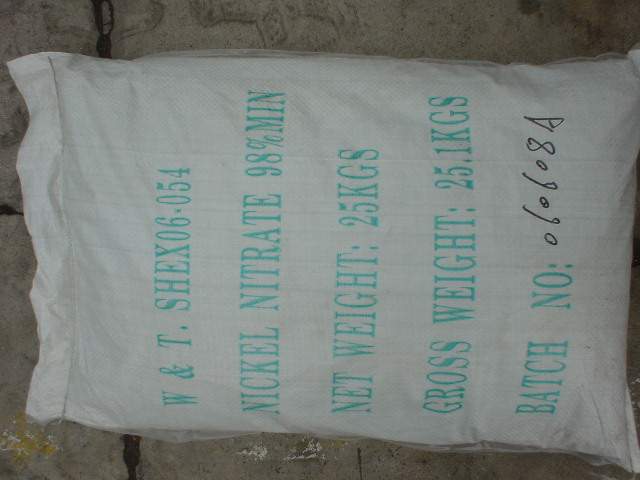 W & T. SHEX06-054
NICKEL NITRATE 98%MIN
NET WEIGHT: 25KGS
GROSS WEIGHT: 25.1KGS
BATCH NO: 060608A